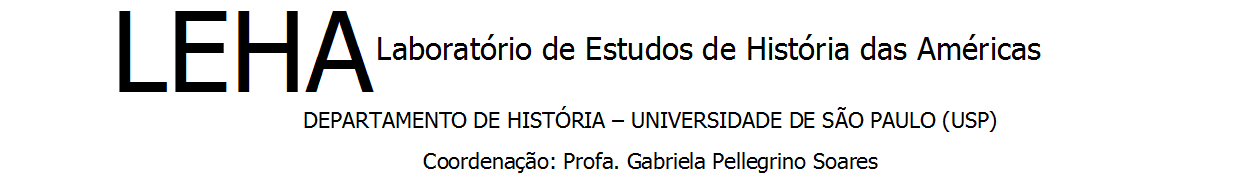 LEHA Laboratório de Estudos de História das Américas
DEPARTAMENTO DE HISTÓRIA – UNIVERSIDADE DE SÃO PAULO (USP)
Coordenação: Profa. Gabriela Pellegrino Soares